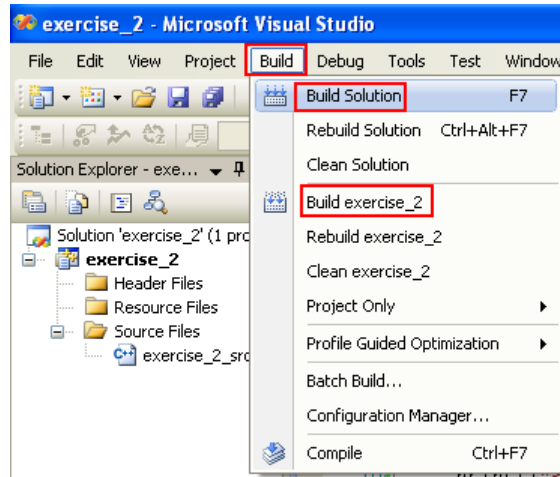 exercise_2 - Microsoft Visual Studio
File Edit View Project Build Debug Tools Test Window
Build Solution F7
Rebuild Solution Ctrl+Alt+F7
Clean Solution
Build exercise_2
Rebuild exercise_2
Clean exercise_2
Project Only
Profile Guided Optimization
Batch Build...
Configuration Manager...
Compile Ctrl+F7
Solution Explorer - exe...
Solution 'exercise_2' (1 pro
exercise_2
Header Files
Resource Files
Source Files
exercise_2_src